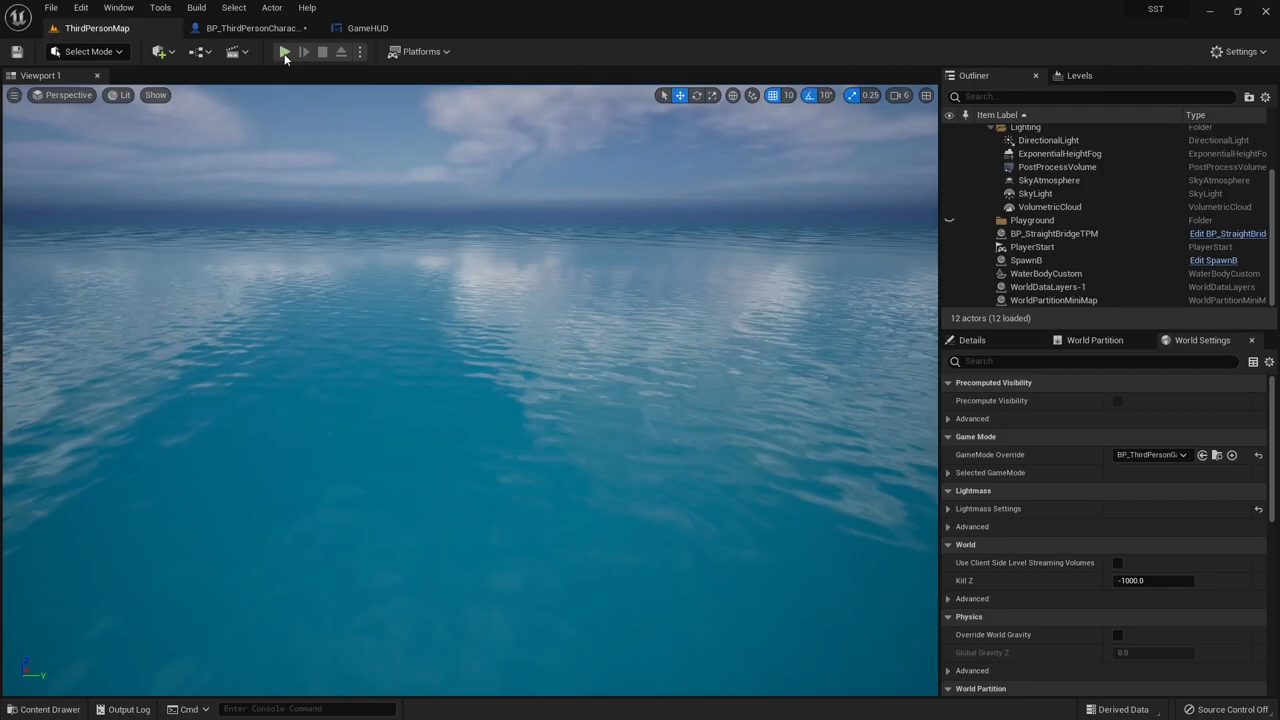 File Edit Window Tools Build Select Actor Help
SST
ThirdPersonMap
BP_ThirdPersonCharac...•
GameHUD
Select Mode
Platforms
Settings
Viewport 1
Perspective
Lit
Show
10
10°
0.25
6
Outliner
Levels
Search...
Item Label
Type
Lighting Folder
DirectionalLight DirectionalLight
ExponentialHeightFog ExponentialHeightFo
PostProcessVolume PostProcessVolume
SkyAtmosphere SkyAtmosphere
SkyLight SkyLight
VolumetricCloud VolumetricCloud
Playground Folder
BP_StraightBridgeTPM Edit BP_StraightBrid
PlayerStart PlayerStart
SpawnB Edit SpawnB
WaterBodyCustom WaterBodyCustom
WorldDataLayers-1 WorldDataLayers
WorldPartitionMiniMap WorldPartitionMiniM
12 actors (12 loaded)
Details
World Partition
World Settings
Search
Precomputed Visibility
Precompute Visibility
Advanced
Game Mode
GameMode Override BP_ThirdPersonGa
Selected GameMode
Lightmass
Lightmass Settings
Advanced
World
Use Client Side Level Streaming Volumes
Kill Z -1000.0
Advanced
Physics
Override World Gravity
Global Gravity Z 0.0
Advanced
World Partition
Z
Y
Content Drawer
Output Log
Cmd
Enter Console Command
Derived Data
Source Control Off